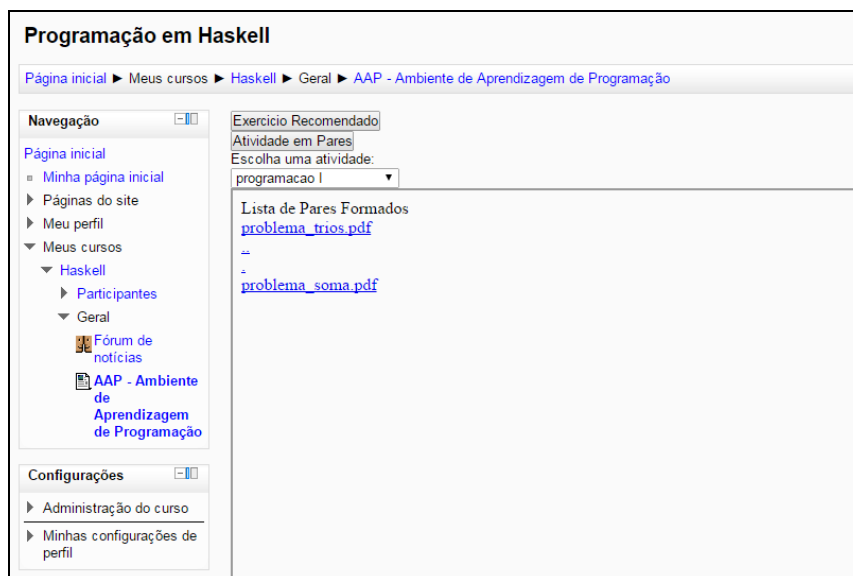 Programação em Haskell
Página inicial ► Meus cursos ► Haskell ► Geral ► AAP - Ambiente de Aprendizagem de Programação
Navegação
Página inicial
Minha página inicial
Páginas do site
Meu perfil
Meus cursos
Haskell
Participantes
Geral
Fórum de
notícias
AAP - Ambiente
de
Aprendizagem
de Programação
Configurações
Administração do curso
Minhas configurações de
perfil
Exercicio Recomendado
Atividade em Pares
Escolha uma atividade:
programacao I
Lista de Pares Formados
problema_trios.pdf
..
.
problema_soma.pdf